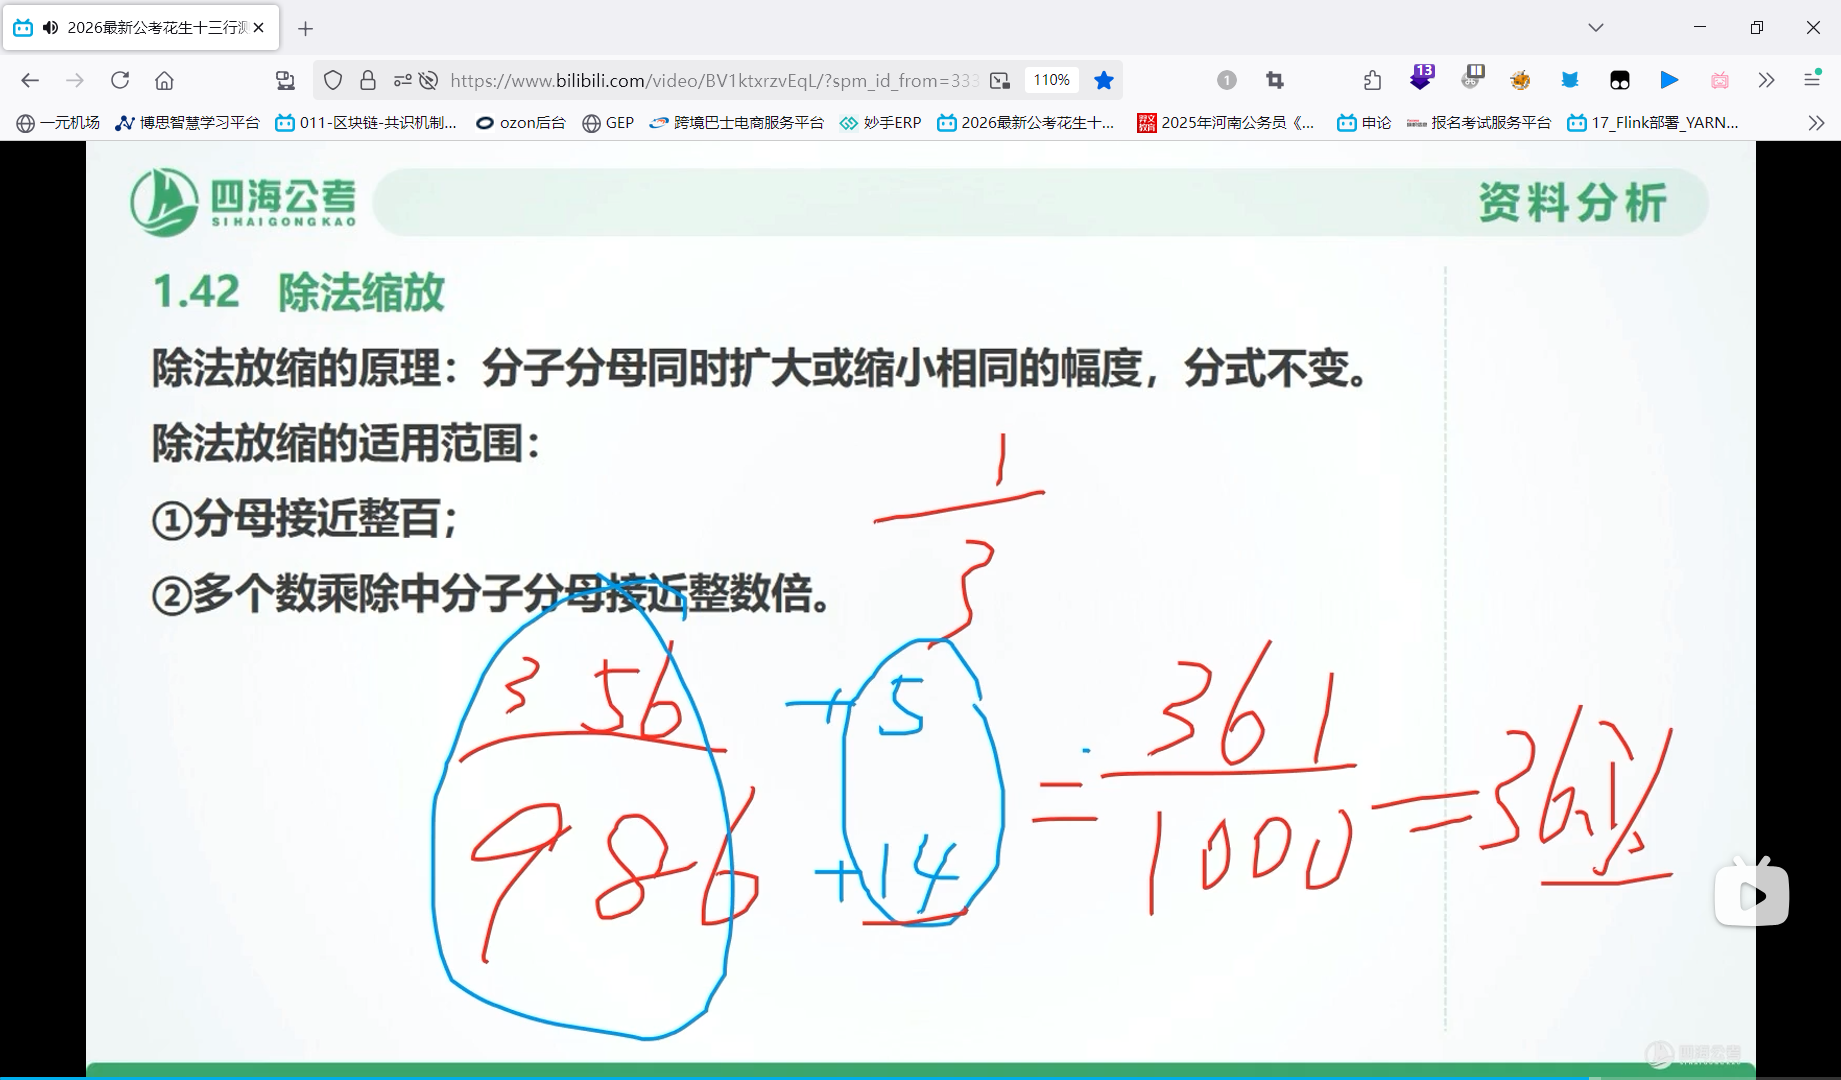 2026最新公考花生十三行测
https://www.bilibili.com/video/BV1ktxrzvEqL/?spm_id_from=333
110%
1
13
一元机场
博思智慧学习平台
011-区块链-共识机制...
ozon后台
GEP
跨境巴士电商服务平台
妙手ERP
2026最新公考花生十...
2025年河南公务员《...
申论
报名考试服务平台
17_Flink部署_YARN...
四海公考
SIHAIGONGKAO
资料分析
1.42 除法缩放
除法放缩的原理：分子分母同时扩大或缩小相同的幅度，分式不变。
除法放缩的适用范围：
①分母接近整百；
②多个数乘除中分子分母接近整数倍。
1
3
356 +5 361
= =36.1%
986 +14 1000
四海公考